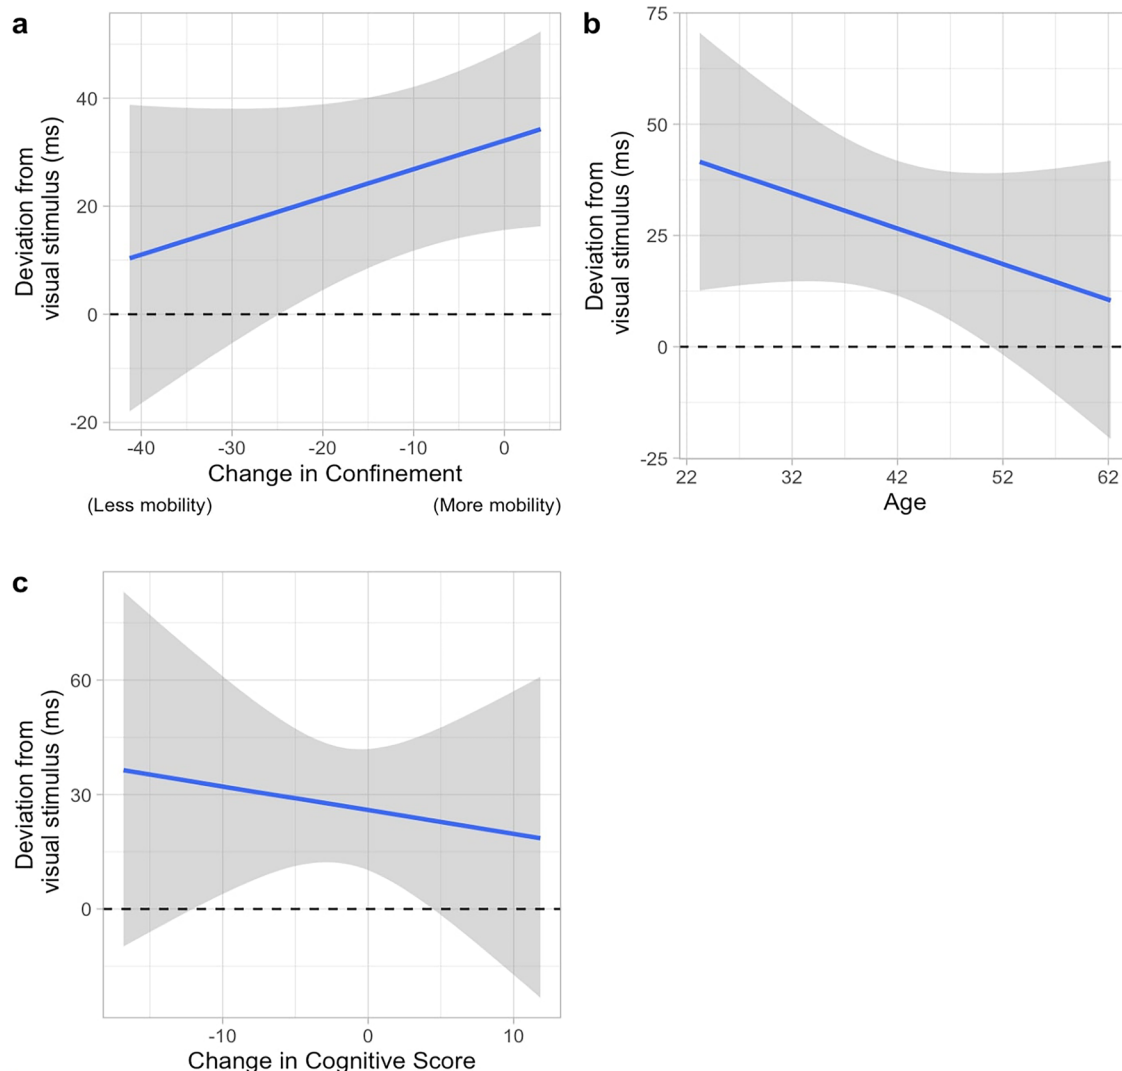 a
Deviation from
visual stimulus (ms)
40
20
0
-20
-40 -30 -20 -10 0
Change in Confinement
(Less mobility) (More mobility)
b
Deviation from
visual stimulus (ms)
75
50
25
0
-25
22 32 42 52 62
Age
c
Deviation from
visual stimulus (ms)
60
30
0
-10 0 10
Change in Cognitive Score